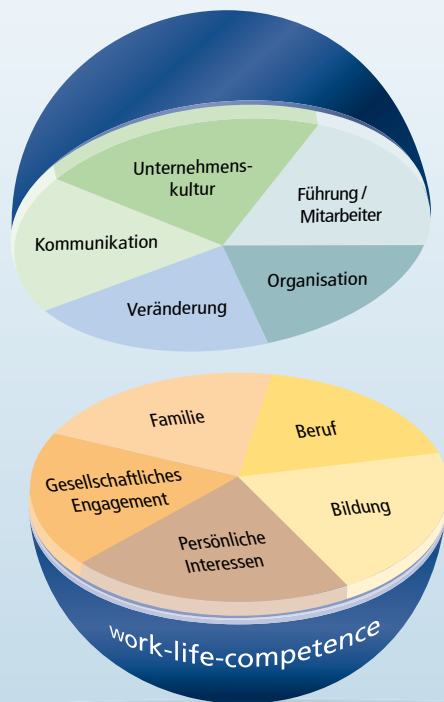 Unternehmens-
kultur
Führung /
Mitarbeiter
Kommunikation
Organisation
Veränderung
Familie
Beruf
Gesellschaftliches
Engagement
Bildung
Persönliche
Interessen
work-life-competence